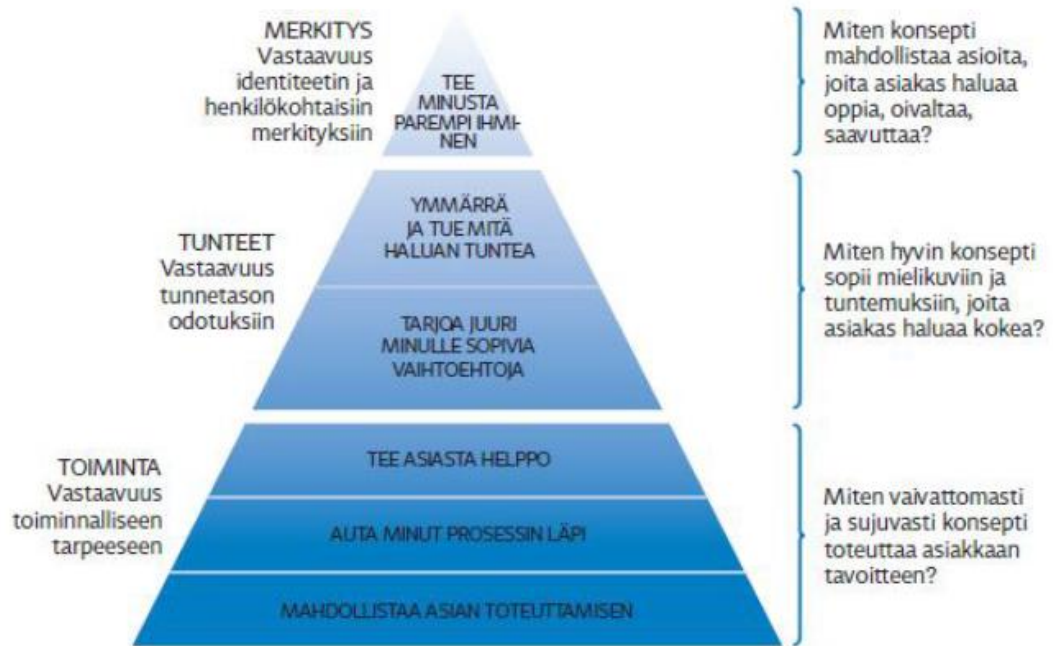 MERKITYS
Vastaavuus
identiteetin ja
henkilökohtaisiin
merkityksiin
TEE
MINUSTA
PAREMPI IHMI-
NEN
Miten konsepti
mahdollistaa asioita,
joita asiakas haluaa
oppia, oivaltaa,
saavuttaa?
TUNTEET
Vastaavuus
tunnetason
odotuksiin
YMMÄRRÄ
JA TUE MITÄ
HALUAN TUNTEA
TARJOA JUURI
MINULLE SOPIVIA
VAIHTOEHTOJA
Miten hyvin konsepti
sopii mielikuviin ja
tuntemuksiin, joita
asiakas haluaa kokea?
TOIMINTA
Vastaavuus
toiminnalliseen
tarpeeseen
TEE ASIASTA HELPPO
AUTA MINUT PROSESSIN LÄPI
MAHDOLLISTAA ASIAN TOTEUTTAMISEN
Miten vaivattomasti
ja sujuvasti konsepti
toteuttaa asiakkaan
tavoitteen?